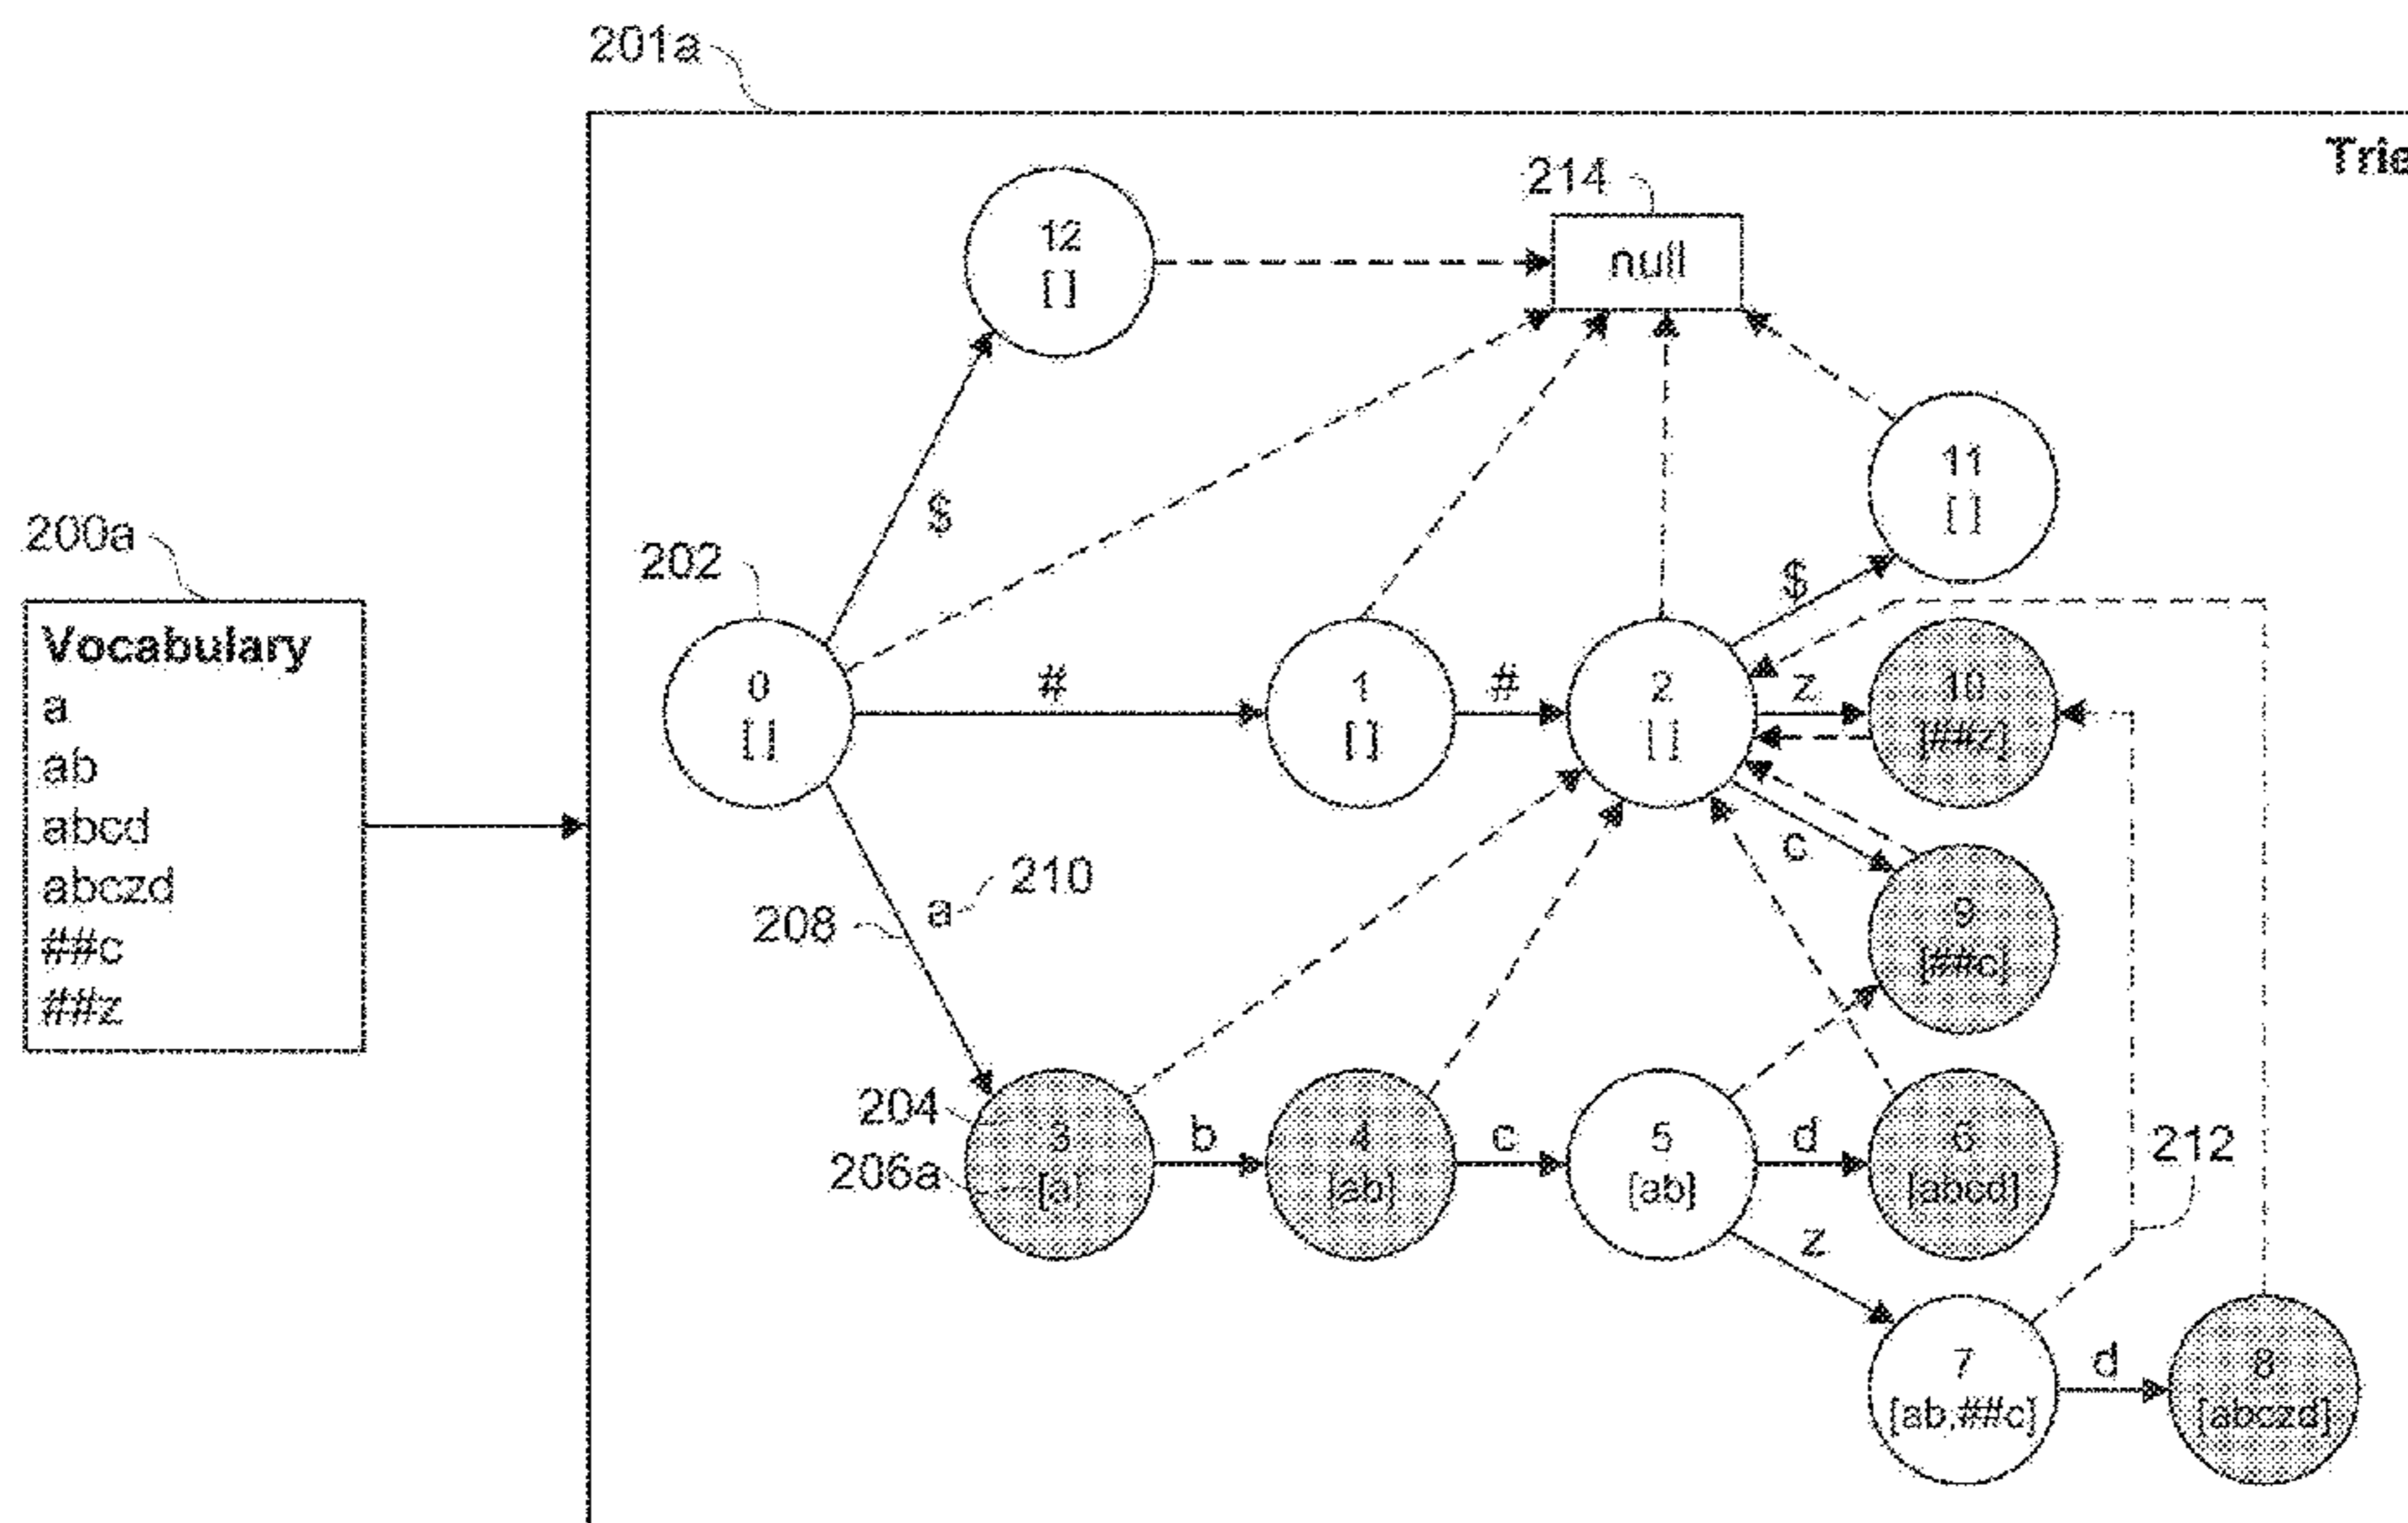 201a
Trie
214
12
[ ]
null
11
[ ]
$
200a
202
$
Vocabulary
a
ab
abcd
abczd
##c
##z
0
[ ]
#
1
[ ]
#
2
[ ]
z
10
[##z]
c
9
[##c]
a
210
208
204
206a
3
[a]
b
4
[ab]
c
5
[ab]
d
6
[abcd]
212
z
7
[ab,##c]
d
8
[abczd]